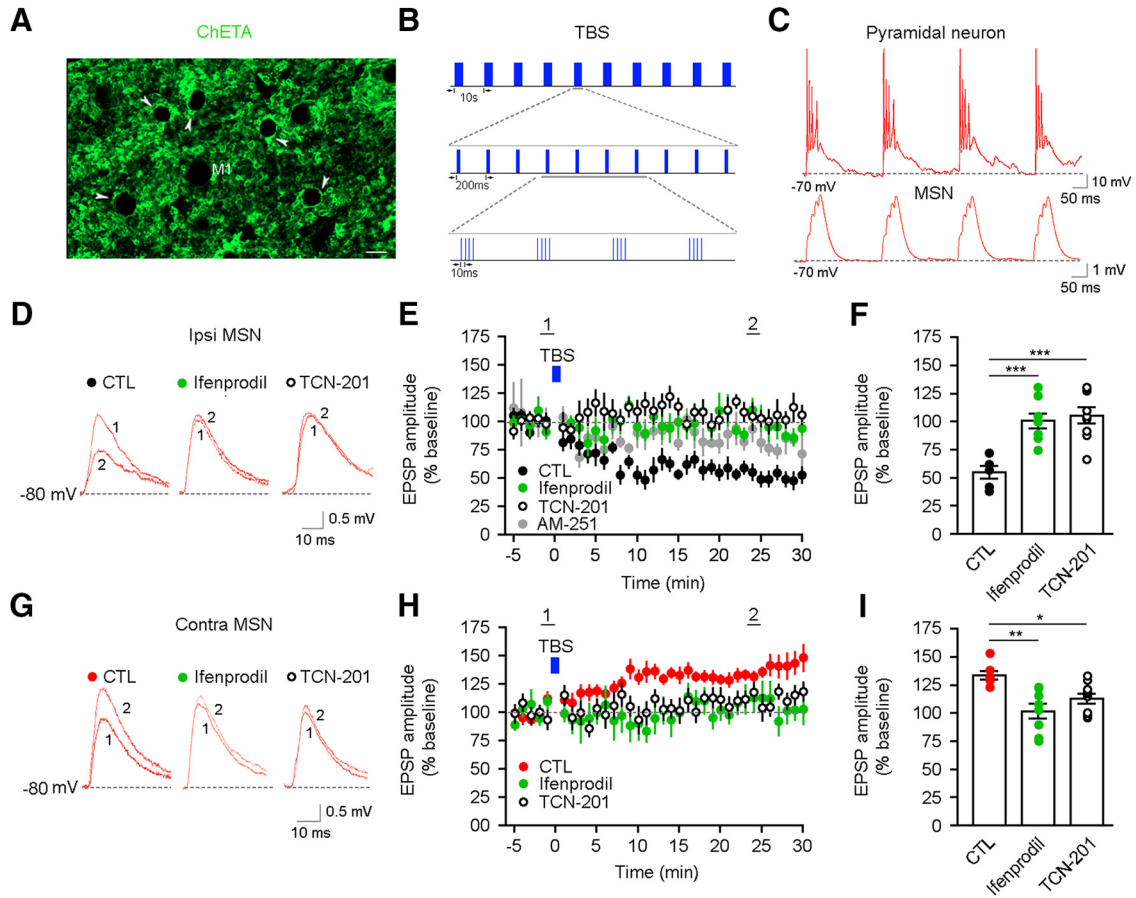 A
ChETA
M1
B
TBS
10s
200ms
10ms
C
Pyramidal neuron
-70 mV
10 mV
50 ms
MSN
-70 mV
1 mV
50 ms
D
Ipsi MSN
CTL
Ifenprodil
TCN-201
1
2
2
1
2
1
-80 mV
0.5 mV
10 ms
E
1
2
175
150
125
100
75
50
25
0
EPSP amplitude
(% baseline)
TBS
CTL
Ifenprodil
TCN-201
AM-251
-5 0 5 10 15 20 25 30
Time (min)
F
175
150
125
100
75
50
25
0
EPSP amplitude
(% baseline)
***
***
CTL
Ifenprodil
TCN-201
G
Contra MSN
CTL
Ifenprodil
TCN-201
2
1
2
1
2
1
-80 mV
0.5 mV
10 ms
H
1
2
175
150
125
100
75
50
25
00
EPSP amplitude
(% baseline)
TBS
CTL
Ifenprodil
TCN-201
-5 0 5 10 15 20 25 30
Time (min)
I
175
150
125
100
75
50
25
0
EPSP amplitude
(% baseline)
*
**
CTL
Ifenprodil
TCN-201